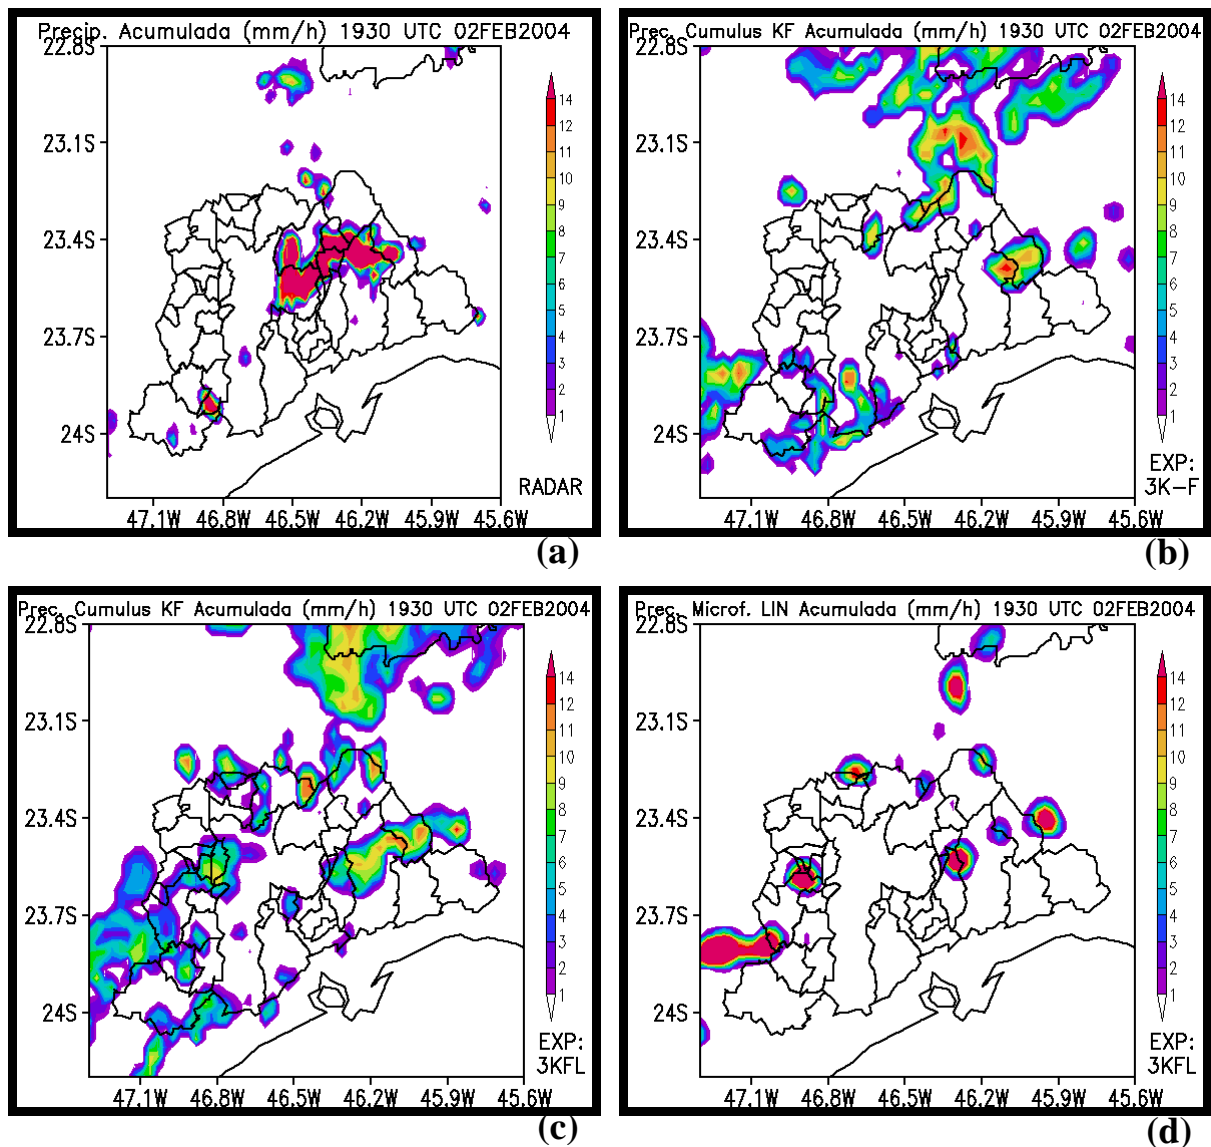 Precip. Acumulada (mm/h) 1930 UTC 02FEB2004
22.8S
23.1S
23.4S
23.7S
24S
47.1W 46.8W 46.5W 46.2W 45.9W 45.6W
14
12
11
10
9
8
7
6
5
4
3
2
1
RADAR
(a)
Prec. Cumulus KF Acumulada (mm/h) 1930 UTC 02FEB2004
22.8S
23.1S
23.4S
23.7S
24S
47.1W 46.8W 46.5W 46.2W 45.9W 45.6W
14
12
11
10
9
8
7
6
5
4
3
2
1
EXP:
3K-F
(b)
Prec. Cumulus KF Acumulada (mm/h) 1930 UTC 02FEB2004
22.8S
23.1S
23.4S
23.7S
24S
47.1W 46.8W 46.5W 46.2W 45.9W 45.6W
14
12
11
10
9
8
7
6
5
4
3
2
1
EXP:
3KFL
(c)
Prec. Microf. LIN Acumulada (mm/h) 1930 UTC 02FEB2004
22.8S
23.1S
23.4S
23.7S
24S
47.1W 46.8W 46.5W 46.2W 45.9W 45.6W
14
12
11
10
9
8
7
6
5
4
3
2
1
EXP:
3KFL
(d)